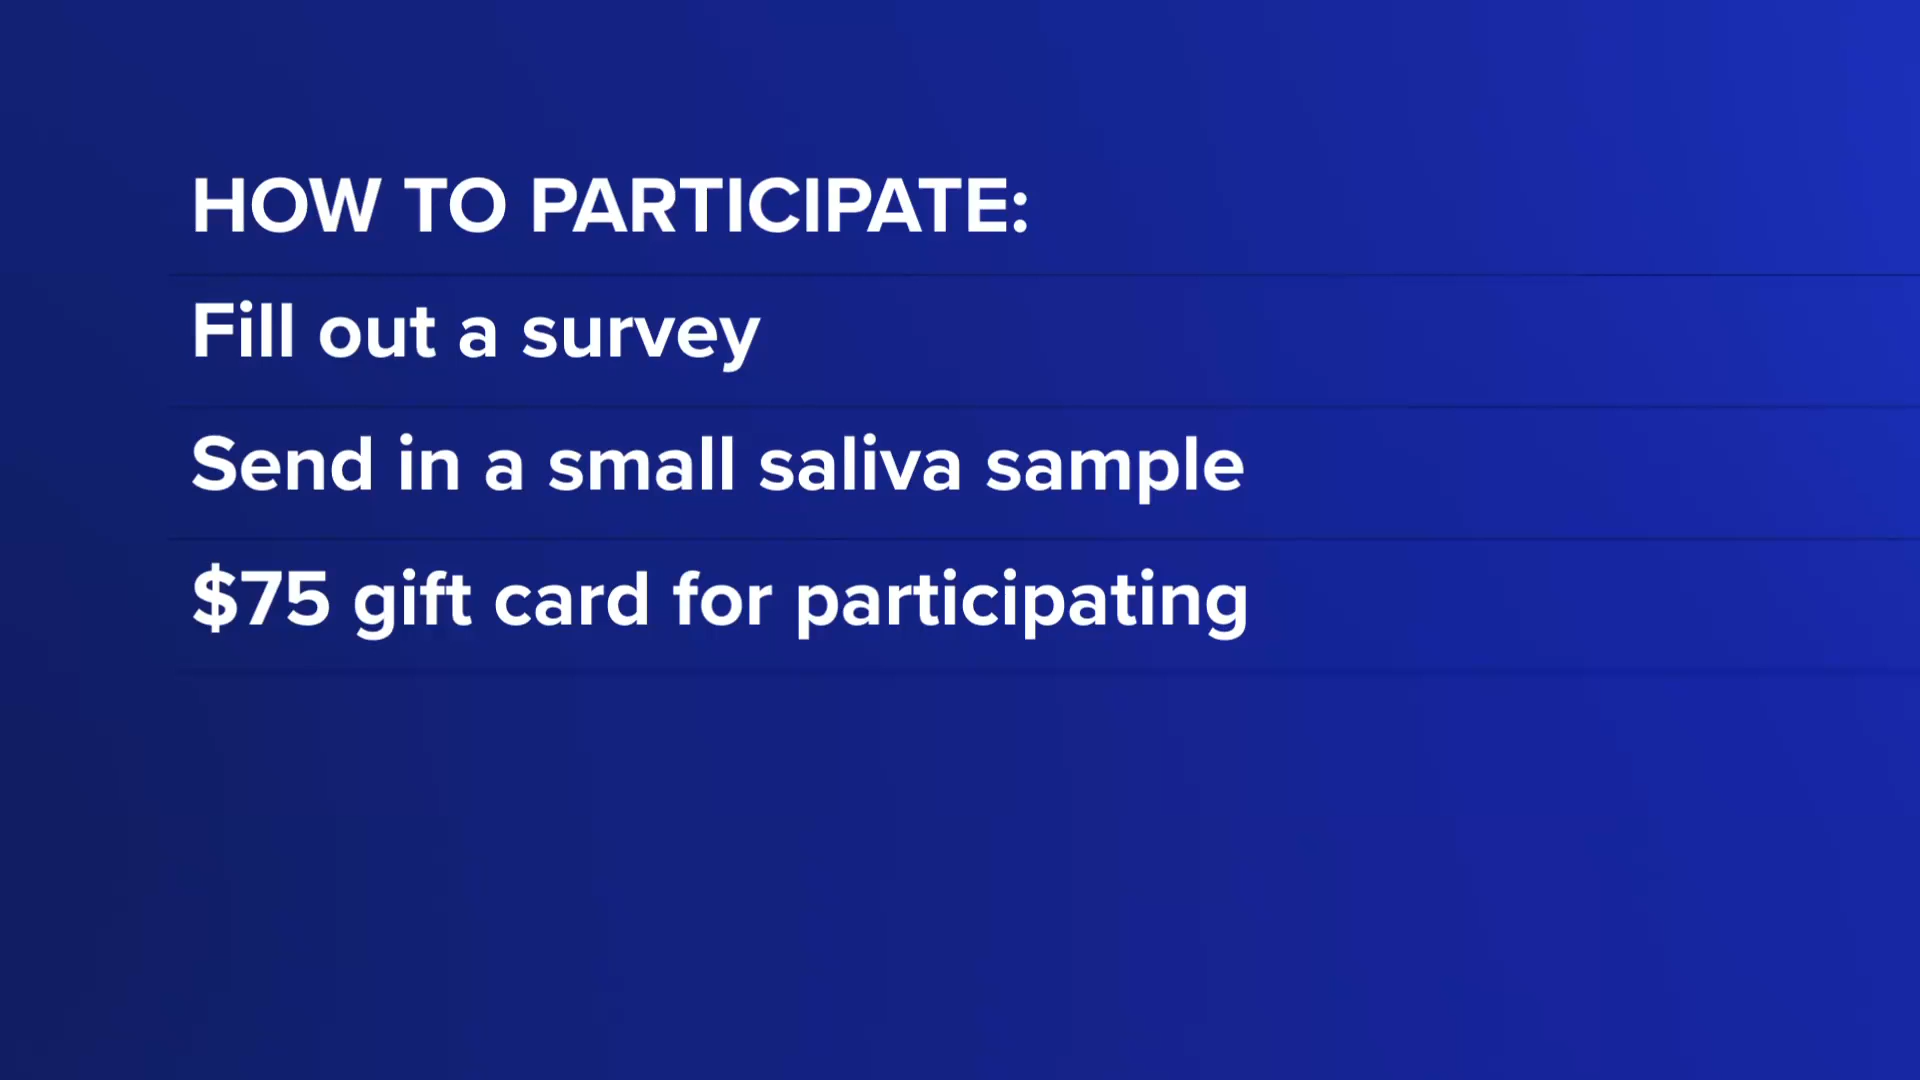 HOW TO PARTICIPATE:
Fill out a survey
Send in a small saliva sample
$75 gift card for participating